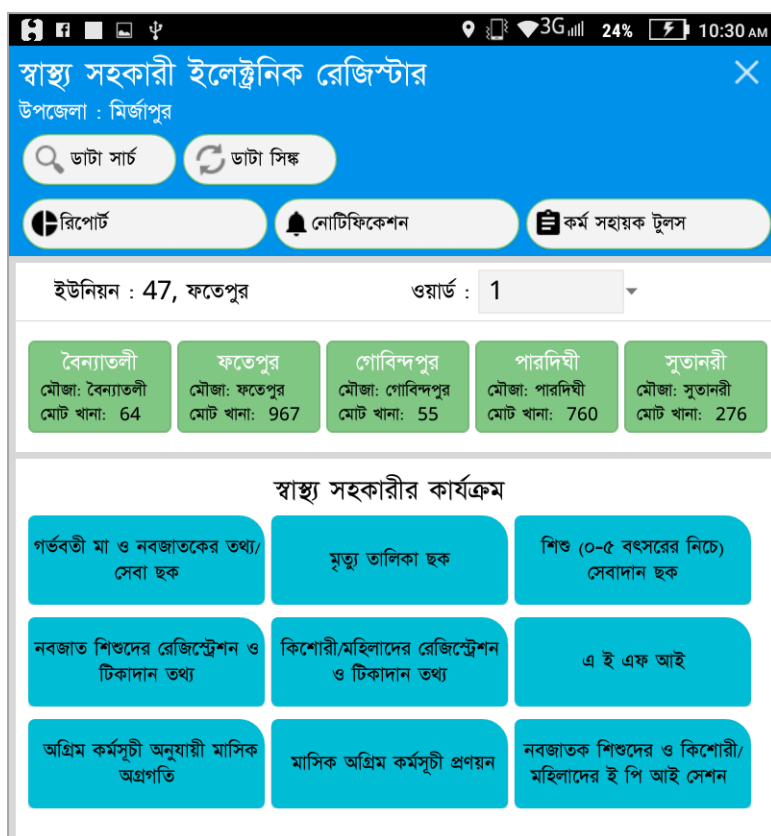 3G 24% 10:30 AM
স্বাস্থ্য সহকারী ইলেক্ট্রনিক রেজিস্টার
উপজেলা : মির্জাপুর
ডাটা সার্চ ডাটা সিঙ্ক
রিপোর্ট নোটিফিকেশন কর্ম সহায়ক টুলস
ইউনিয়ন : 47, ফতেপুর ওয়ার্ড : 1
বৈন্যাতলী ফতেপুর গোবিন্দপুর পারদিঘী সুতানরী
মৌজা: বৈন্যাতলী মৌজা: ফতেপুর মৌজা: গোবিন্দপুর মৌজা: পারদিঘী মৌজা: সুতানরী
মোট খানা: 64 মোট খানা: 967 মোট খানা: 55 মোট খানা: 760 মোট খানা: 276
স্বাস্থ্য সহকারীর কার্যক্রম
গর্ভবতী মা ও নবজাতকের তথ্য/
সেবা ছক
মৃত্যু তালিকা ছক
শিশু (০-৫ বৎসরের নিচে)
সেবাদান ছক
নবজাত শিশুদের রেজিস্ট্রেশন ও
টিকাদান তথ্য
কিশোরী/মহিলাদের রেজিস্ট্রেশন
ও টিকাদান তথ্য
এ ই এফ আই
অগ্রিম কর্মসূচী অনুযায়ী মাসিক
অগ্রগতি
মাসিক অগ্রিম কর্মসূচী প্রণয়ন
নবজাতক শিশুদের ও কিশোরী/
মহিলাদের ই পি আই সেশন